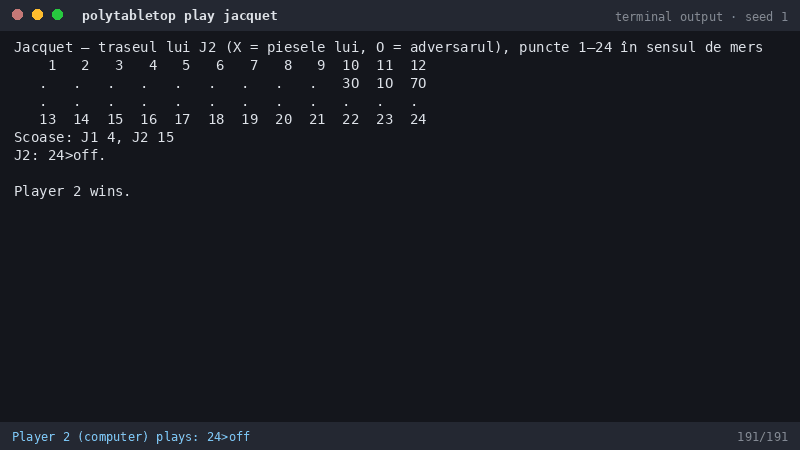 polytabletop play jacquet
terminal output · seed 1
Jacquet — traseul lui J2 (X = piesele lui, O = adversarul), puncte 1–24 în sensul de mers
1 2 3 4 5 6 7 8 9 10 11 12
. . . . . . . . . 3O 1O 7O
. . . . . . . . . . . .
13 14 15 16 17 18 19 20 21 22 23 24
Scoase: J1 4, J2 15
J2: 24>off.
Player 2 wins.
Player 2 (computer) plays: 24>off
191/191